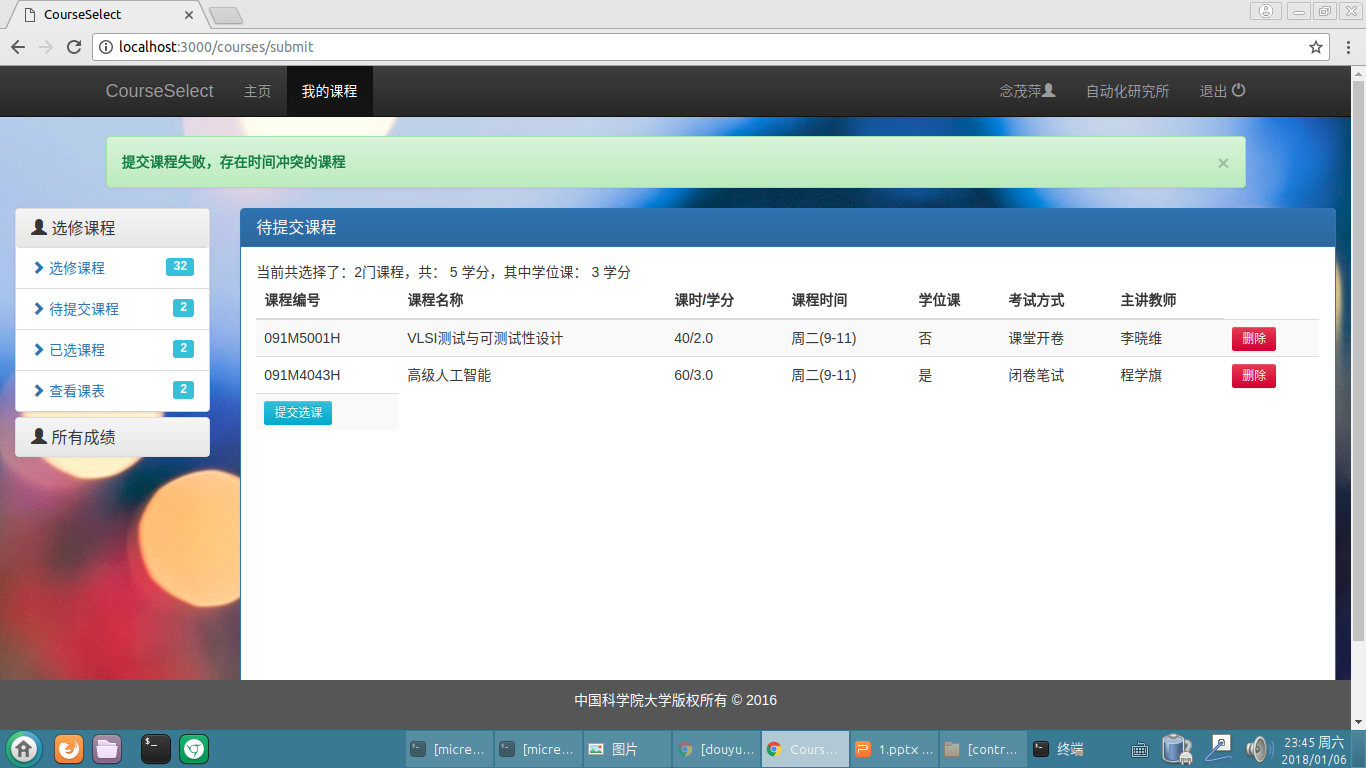 CourseSelect
localhost:3000/courses/submit
CourseSelect 主页 我的课程 念茂萍 自动化研究所 退出
提交课程失败，存在时间冲突的课程 ×
选修课程
选修课程 32
待提交课程 2
已选课程 2
查看课表 2
所有成绩
待提交课程
当前共选择了：2门课程，共： 5 学分，其中学位课： 3 学分
课程编号 课程名称 课时/学分 课程时间 学位课 考试方式 主讲教师
091M5001H VLSI测试与可测试性设计 40/2.0 周二(9-11) 否 课堂开卷 李晓维 删除
091M4043H 高级人工智能 60/3.0 周二(9-11) 是 闭卷笔试 程学旗 删除
提交选课
中国科学院大学版权所有 © 2016
[micre... [micre... 图片 [douyu... Cours... 1.pptx ... [contr... 终端 23:45 周六
2018/01/06